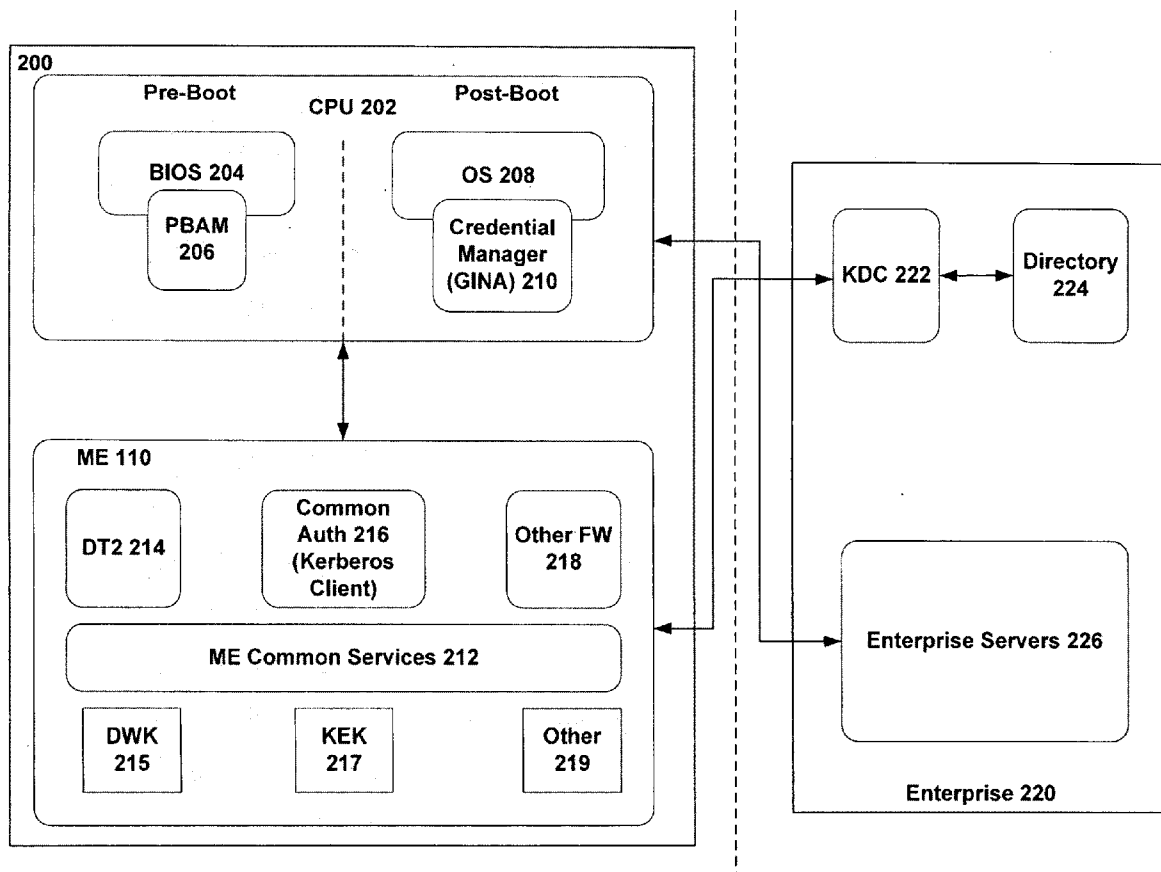 200
Pre-Boot
Post-Boot
CPU 202
BIOS 204
PBAM
206
OS 208
Credential
Manager
(GINA) 210
ME 110
DT2 214
Common
Auth 216
(Kerberos
Client)
Other FW
218
ME Common Services 212
DWK
215
KEK
217
Other
219
KDC 222
Directory
224
Enterprise Servers 226
Enterprise 220